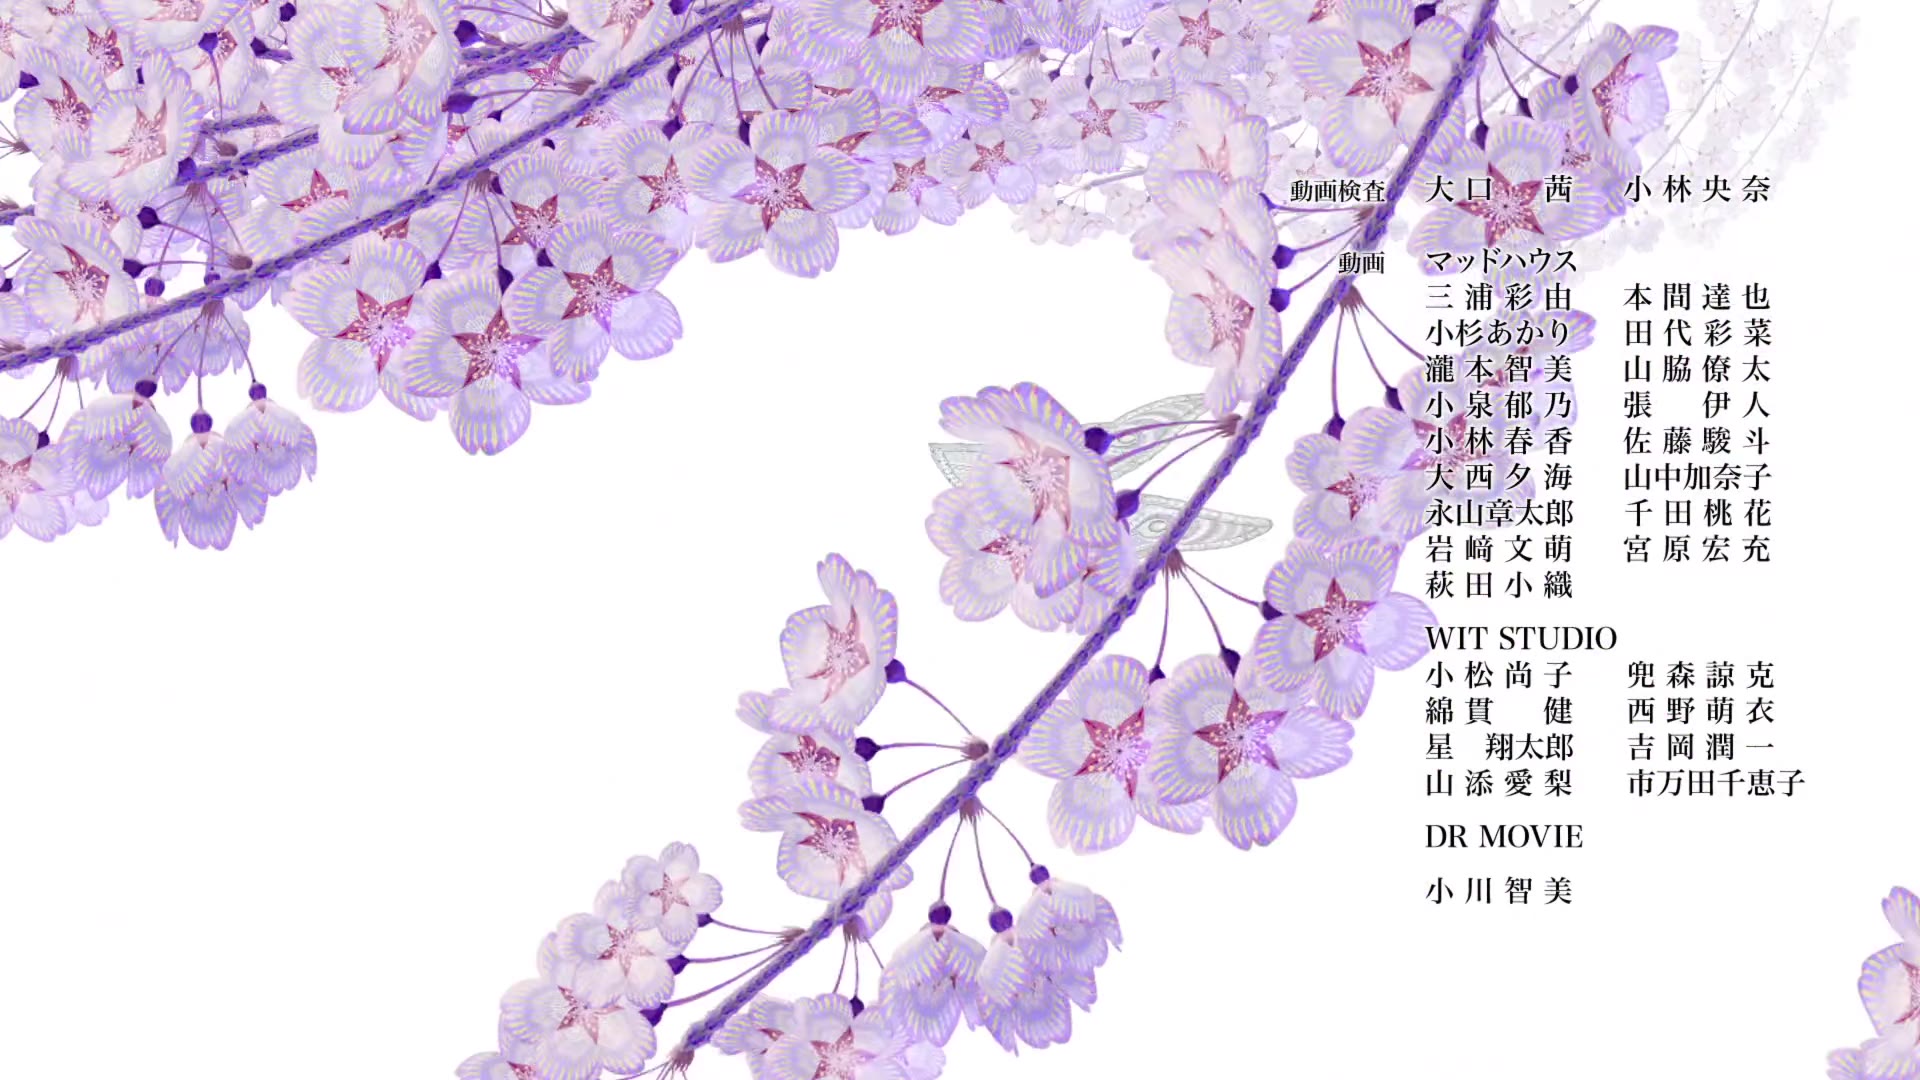 動画検査 大口 茜 小林央奈
動画 マッドハウス
三浦彩由 本間達也
小杉あかり 田代彩菜
瀧本智美 山脇僚太
小泉郁乃 張 伊人
小林春香 佐藤駿斗
大西夕海 山中加奈子
永山章太郎 千田桃花
岩﨑文萌 宮原宏充
萩田小織
WIT STUDIO
小松尚子 兜森諒克
綿貫 健 西野萌衣
星 翔太郎 吉岡潤一
山添愛梨 市万田千恵子
DR MOVIE
小川智美